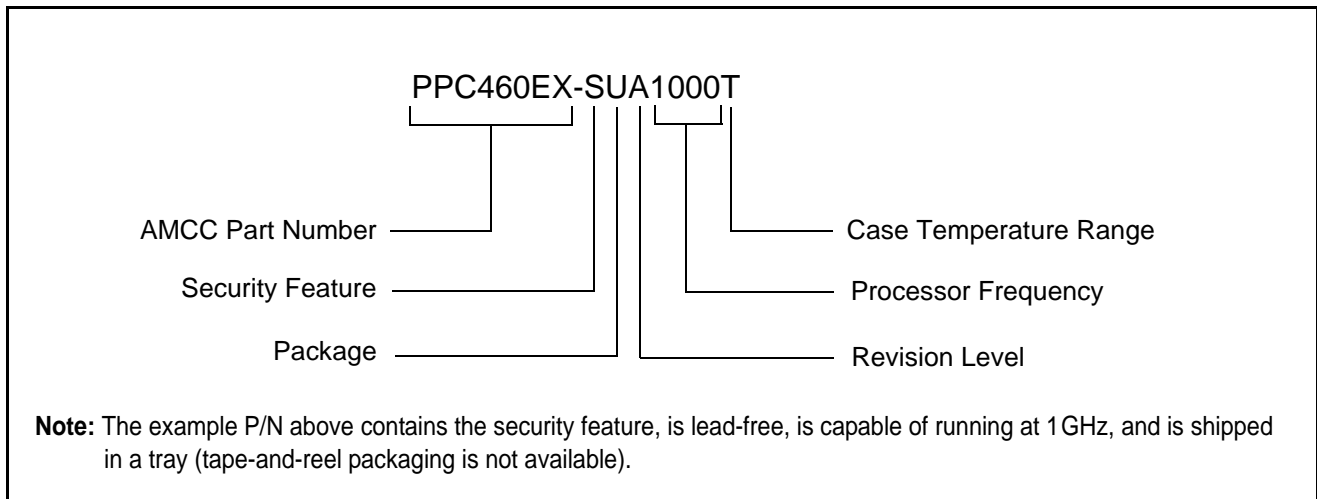 PPC460EX-SUA1000T
AMCC Part Number
Case Temperature Range
Security Feature
Processor Frequency
Package
Revision Level
Note: The example P/N above contains the security feature, is lead-free, is capable of running at 1GHz, and is shipped
in a tray (tape-and-reel packaging is not available).